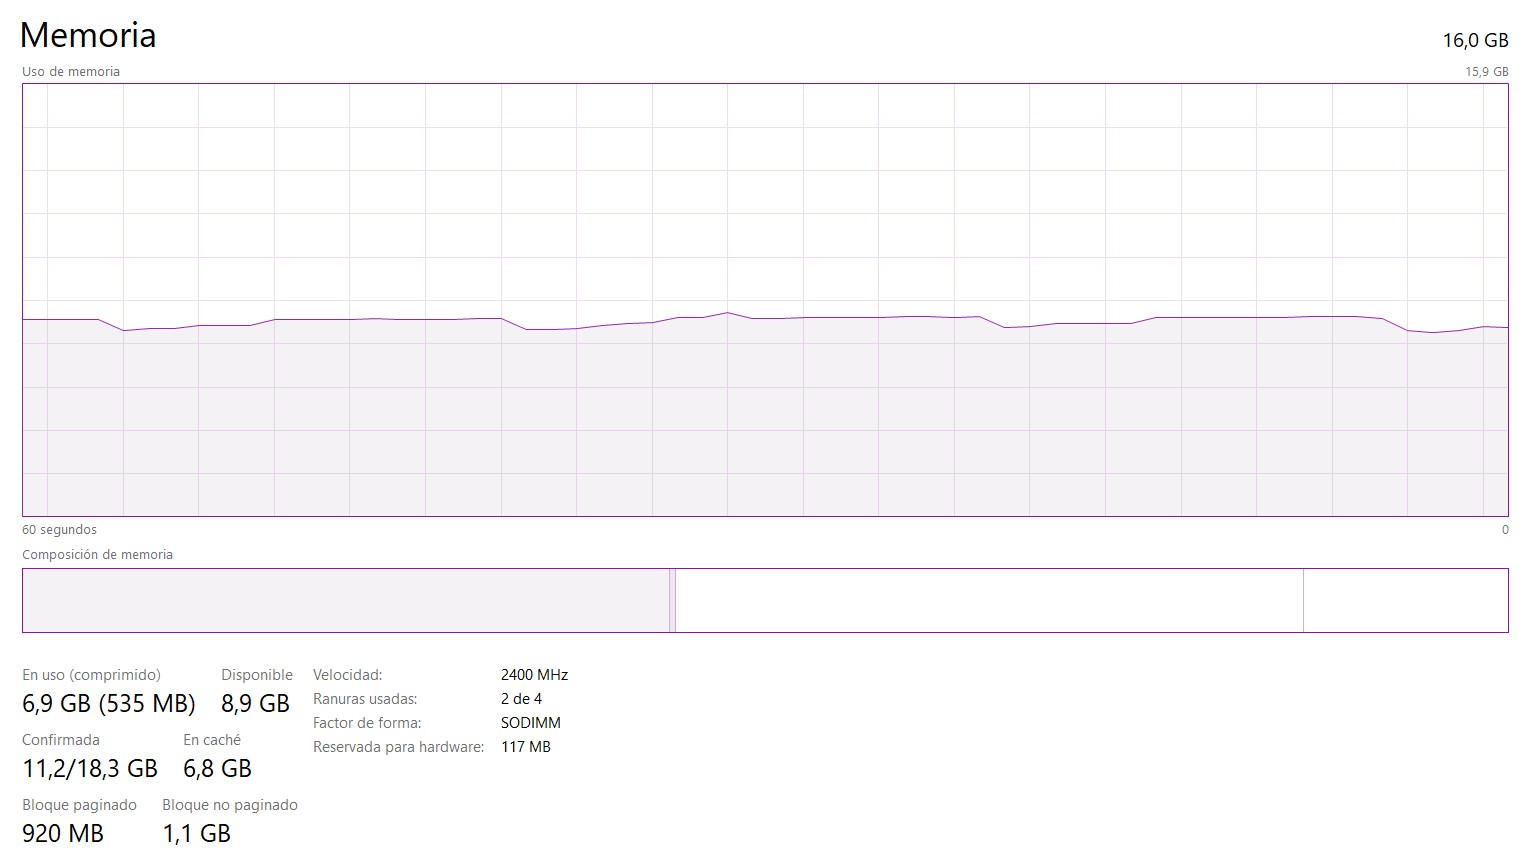 Memoria
16,0 GB
Uso de memoria
15,9 GB
60 segundos
0
Composición de memoria
En uso (comprimido)
6,9 GB (535 MB)
Disponible
8,9 GB
Confirmada
11,2/18,3 GB
En caché
6,8 GB
Bloque paginado
920 MB
Bloque no paginado
1,1 GB
Velocidad: 2400 MHz
Ranuras usadas: 2 de 4
Factor de forma: SODIMM
Reservada para hardware: 117 MB